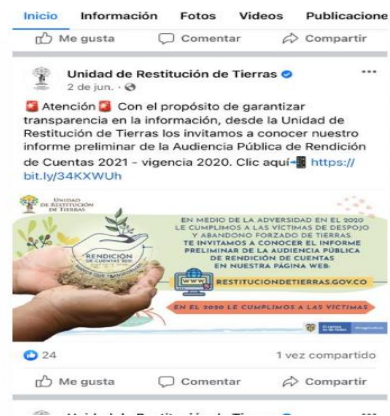 Inicio Información Fotos Videos Publicacione
Me gusta Comentar Compartir
Unidad de Restitución de Tierras
2 de jun. ·
Atención Con el propósito de garantizar
transparencia en la información, desde la Unidad de
Restitución de Tierras los invitamos a conocer nuestro
informe preliminar de la Audiencia Pública de Rendición
de Cuentas 2021 - vigencia 2020. Clic aquí https://
bit.ly/34KXWUh
UNIDAD
DE RESTITUCIÓN
DE TIERRAS
RENDICIÓN
DE CUENTAS
EN MEDIO DE LA ADVERSIDAD EN EL 2020
LE CUMPLIMOS A LAS VÍCTIMAS DE DESPOJO
Y ABANDONO FORZADO DE TIERRAS.
TE INVITAMOS A CONOCER EL INFORME
PRELIMINAR DE LA AUDIENCIA PÚBLICA
DE RENDICIÓN DE CUENTAS
EN NUESTRA PÁGINA WEB:
WWW RESTITUCIONDETIERRAS.GOV.CO
EN EL 2020 LE CUMPLIMOS A LAS VÍCTIMAS
24 1 vez compartido
Me gusta Comentar Compartir